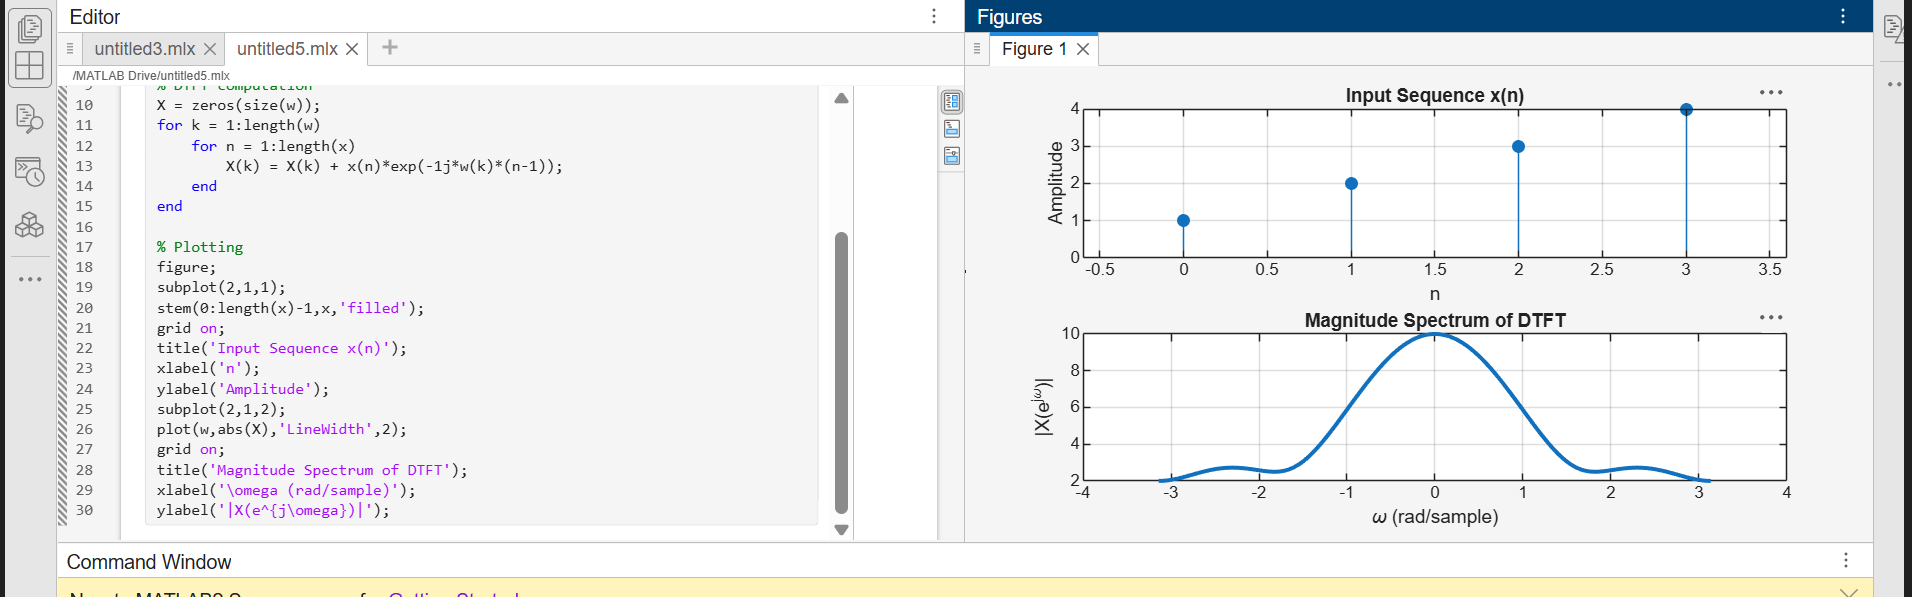 Editor
untitled3.mlx
untitled5.mlx
/MATLAB Drive/untitled5.mlx
9 % DTFT computation
10 X = zeros(size(w));
11 for k = 1:length(w)
12 for n = 1:length(x)
13 X(k) = X(k) + x(n)*exp(-1j*w(k)*(n-1));
14 end
15 end
16
17 % Plotting
18 figure;
19 subplot(2,1,1);
20 stem(0:length(x)-1,x,'filled');
21 grid on;
22 title('Input Sequence x(n)');
23 xlabel('n');
24 ylabel('Amplitude');
25 subplot(2,1,2);
26 plot(w,abs(X),'LineWidth',2);
27 grid on;
28 title('Magnitude Spectrum of DTFT');
29 xlabel('\omega (rad/sample)');
30 ylabel('|X(e^{j\omega})|');
Figures
Figure 1
Input Sequence x(n)
Amplitude
4
3
2
1
0
-0.5 0 0.5 1 1.5 2 2.5 3 3.5
n
Magnitude Spectrum of DTFT
|X(e^jω)|
10
8
6
4
2
-4 -3 -2 -1 0 1 2 3 4
ω (rad/sample)
Command Window